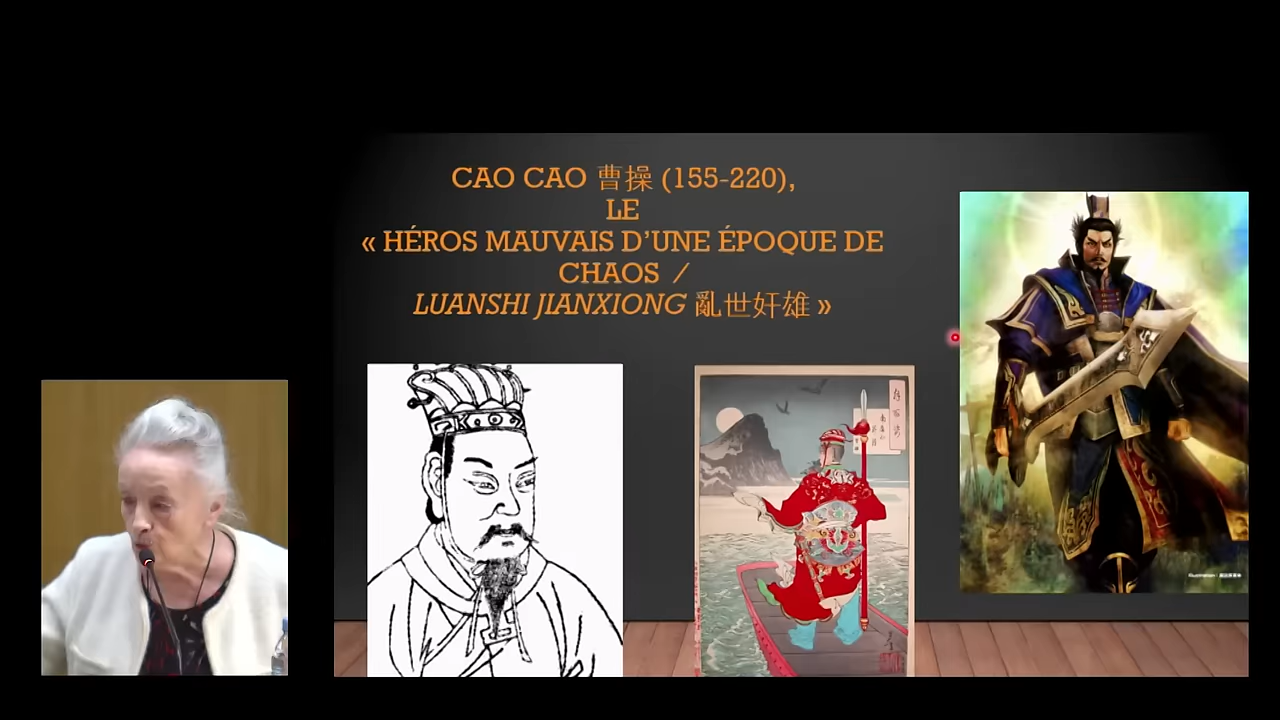 CAO CAO 曹操 (155-220),
LE
« HÉROS MAUVAIS D’UNE ÉPOQUE DE
CHAOS /
LUANSHI JIANXIONG 亂世奸雄 »